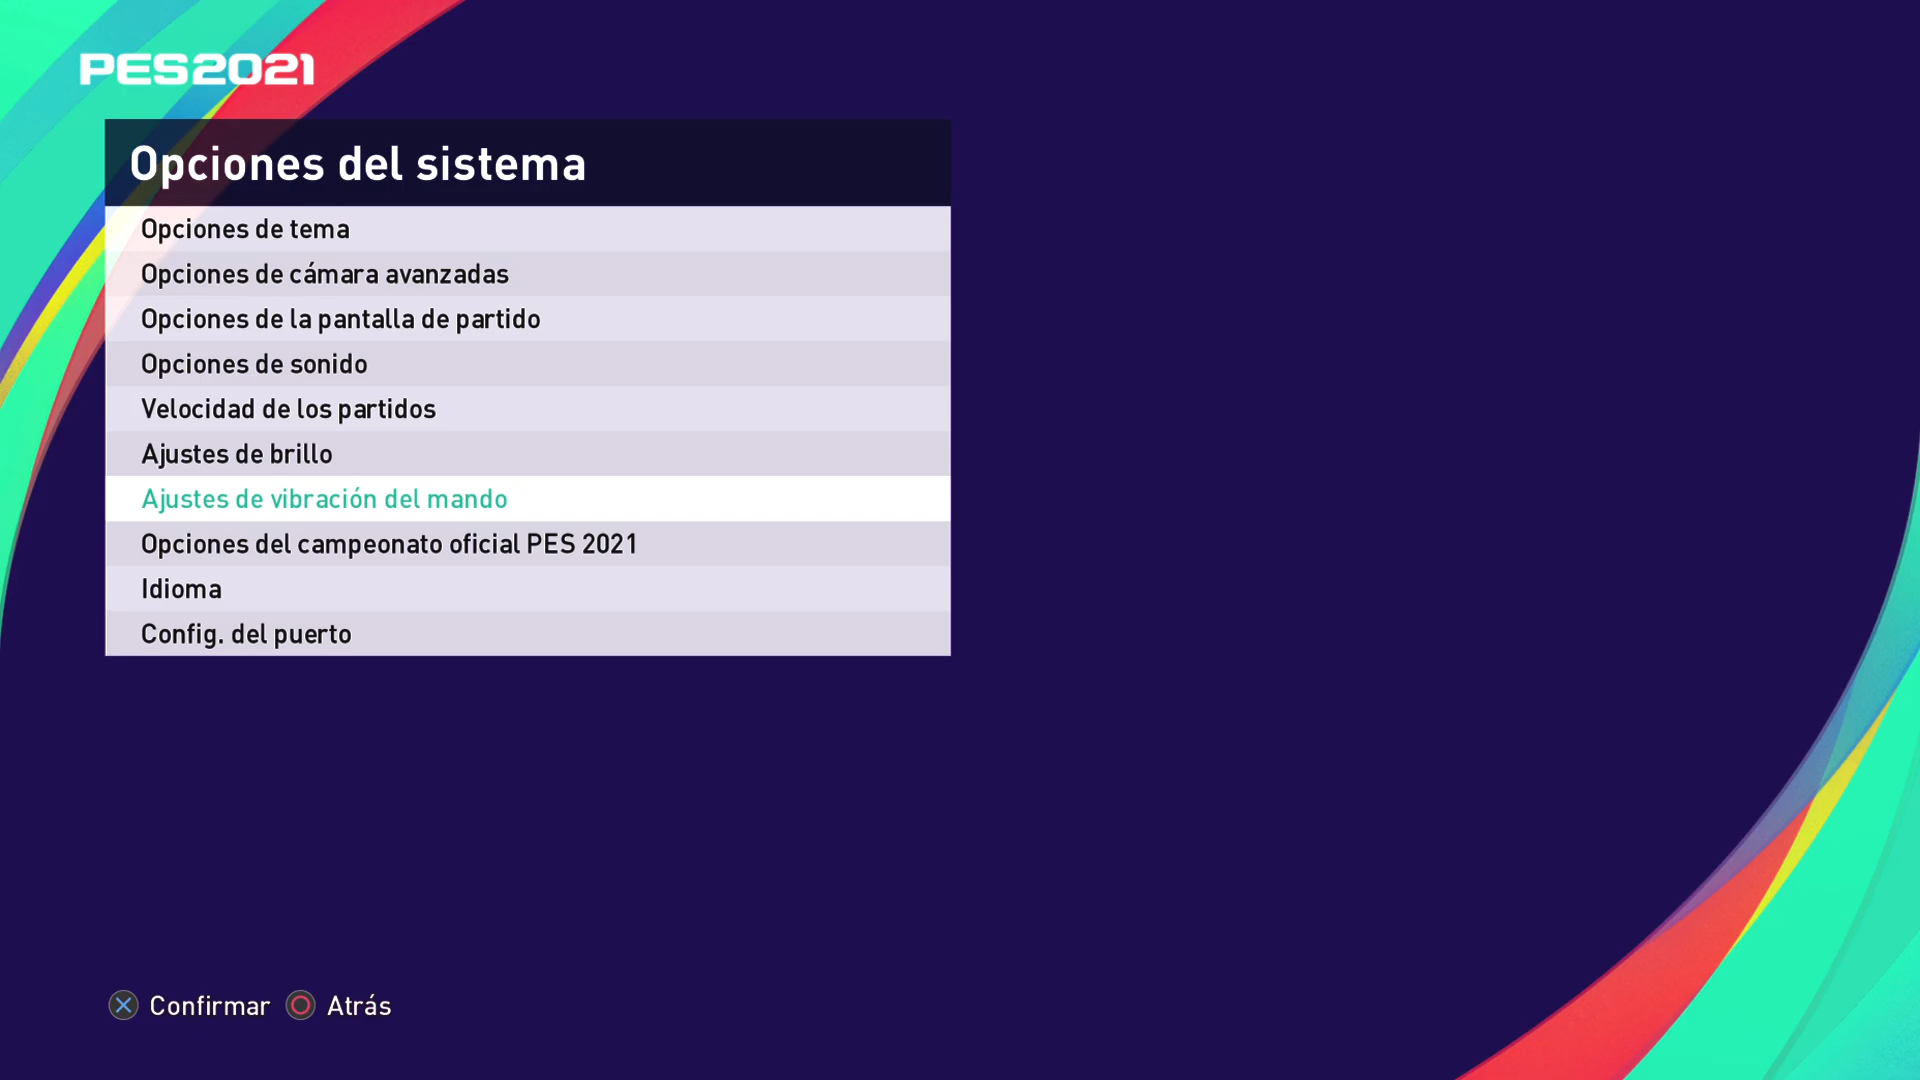 PES2021
Opciones del sistema
Opciones de tema
Opciones de cámara avanzadas
Opciones de la pantalla de partido
Opciones de sonido
Velocidad de los partidos
Ajustes de brillo
Ajustes de vibración del mando
Opciones del campeonato oficial PES 2021
Idioma
Config. del puerto
Confirmar Atrás